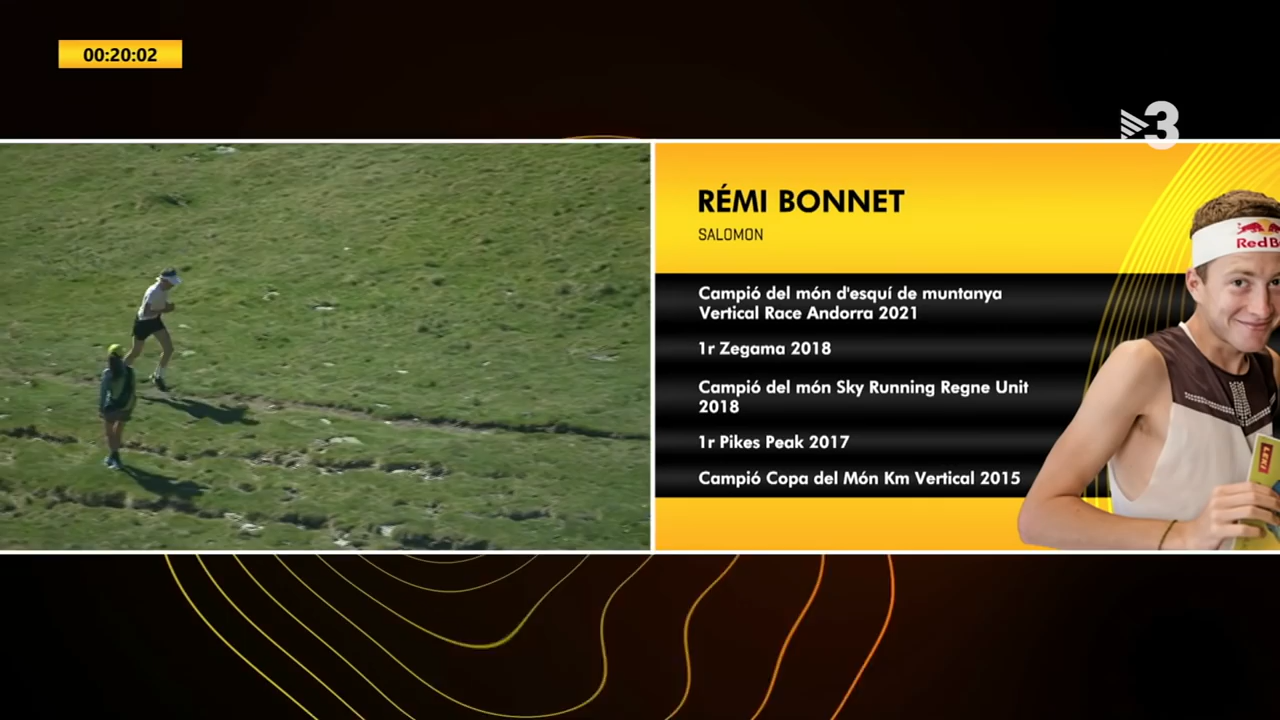 00:20:02
3
RÉMI BONNET
SALOMON
Red B
Campió del món d'esquí de muntanya
Vertical Race Andorra 2021
1r Zegama 2018
Campió del món Sky Running Regne Unit
2018
1r Pikes Peak 2017
Campió Copa del Món Km Vertical 2015
LEKI